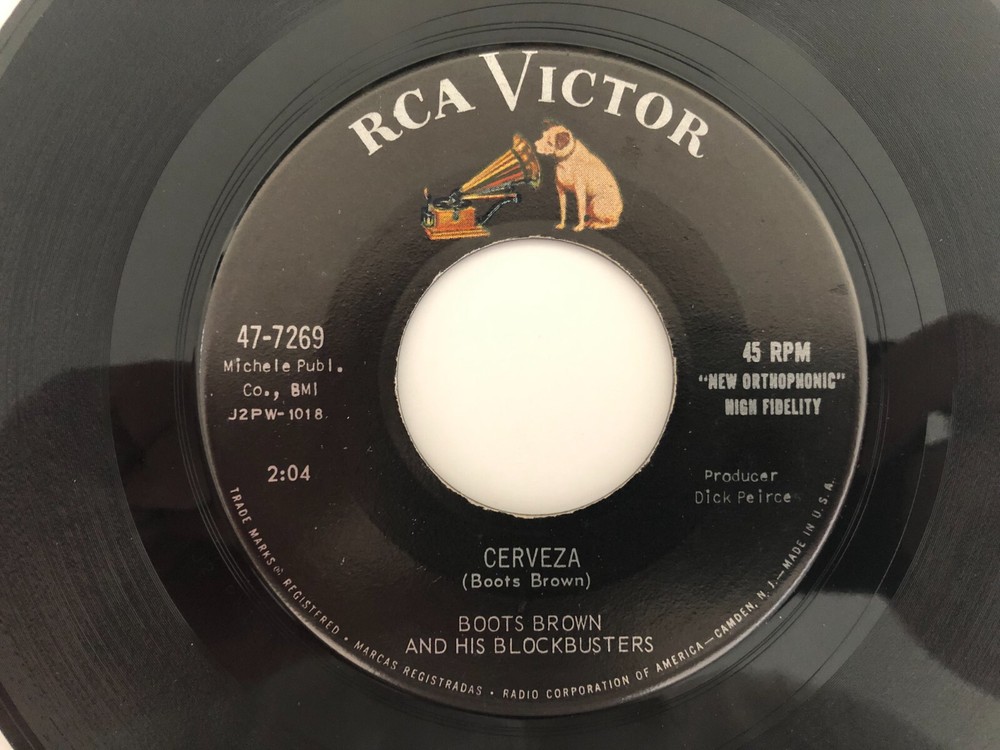 RCA VICTOR
47-7269
Michele Publ.
Co., BMI
J2PW-1018
2:04
45 RPM
"NEW ORTHOPHONIC"
HIGH FIDELITY
Producer
Dick Peirce
CERVEZA
(Boots Brown)
BOOTS BROWN
AND HIS BLOCKBUSTERS
TRADE MARKS ® REGISTERED • MARCAS REGISTRADAS • RADIO CORPORATION OF AMERICA—CAMDEN, N. J.—MADE IN U.S.A.